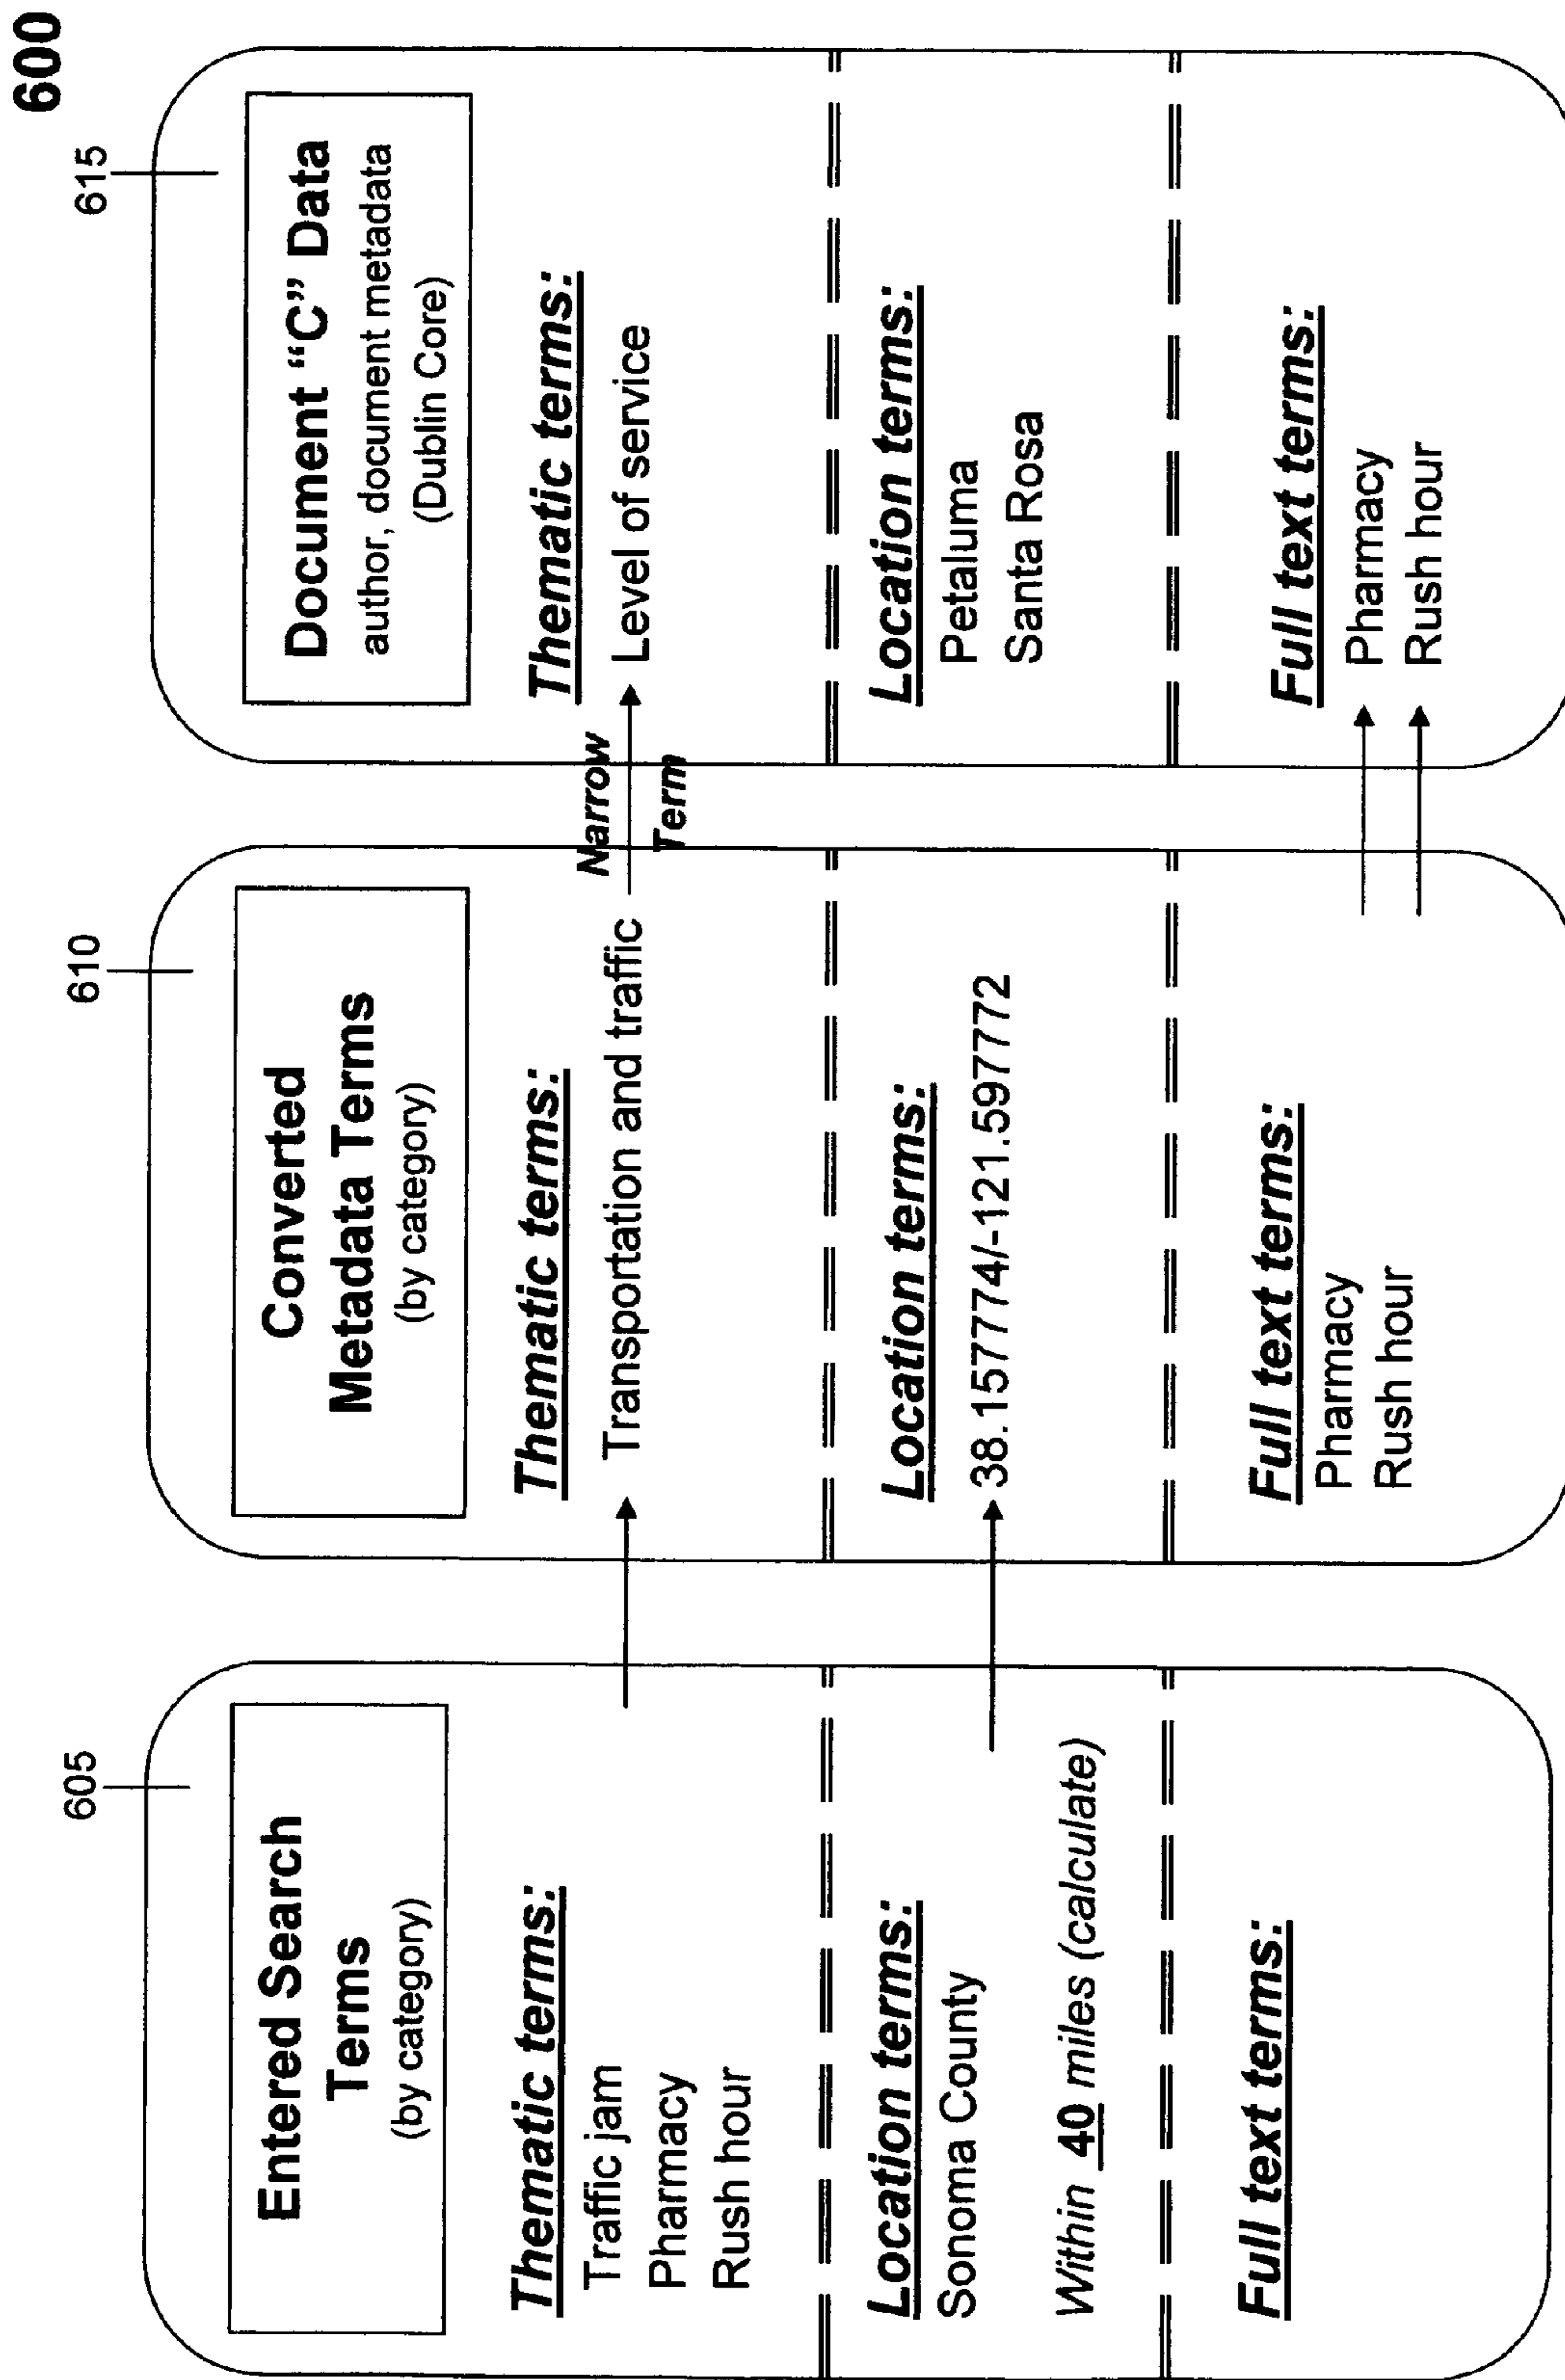 600
605
Entered Search
Terms
(by category)
Thematic terms:
Traffic jam
Pharmacy
Rush hour
Location terms:
Sonoma County
Within 40 miles (calculate)
Full text terms:
610
Converted
Metadata Terms
(by category)
Thematic terms:
Transportation and traffic
Location terms:
38.157774/-121.597772
Full text terms:
Pharmacy
Rush hour
Narrow
Term
615
Document “C” Data
author, document metadata
(Dublin Core)
Thematic terms:
Level of service
Location terms:
Petaluma
Santa Rosa
Full text terms:
Pharmacy
Rush hour